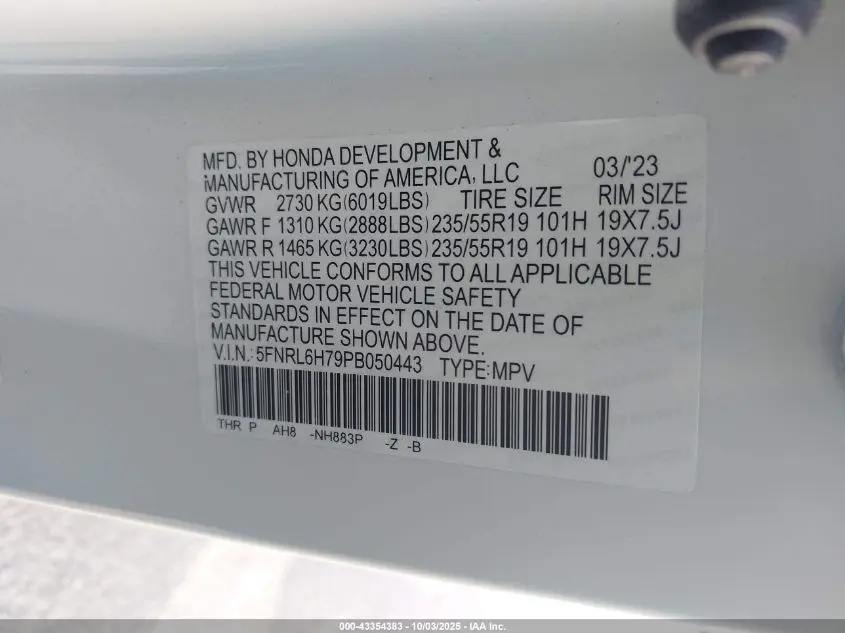 MFD. BY HONDA DEVELOPMENT &
MANUFACTURING OF AMERICA, LLC 03/'23
GVWR 2730 KG(6019LBS) TIRE SIZE RIM SIZE
GAWR F 1310 KG(2888LBS) 235/55R19 101H 19X7.5J
GAWR R 1465 KG(3230LBS) 235/55R19 101H 19X7.5J
THIS VEHICLE CONFORMS TO ALL APPLICABLE
FEDERAL MOTOR VEHICLE SAFETY
STANDARDS IN EFFECT ON THE DATE OF
MANUFACTURE SHOWN ABOVE.
V.I.N.: 5FNRL6H79PB050443 TYPE:MPV
THR P AH8 -NH883P -Z -B
000-43354383 - 10/03/2025 - IAA Inc.